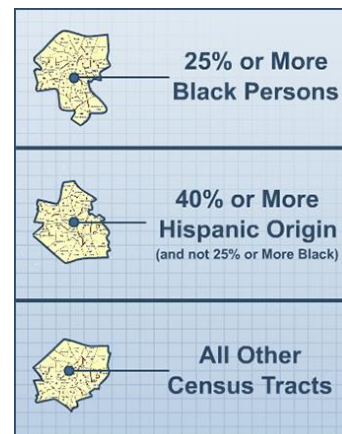 25% or More
Black Persons
40% or More
Hispanic Origin
(and not 25% or More Black)
All Other
Census Tracts